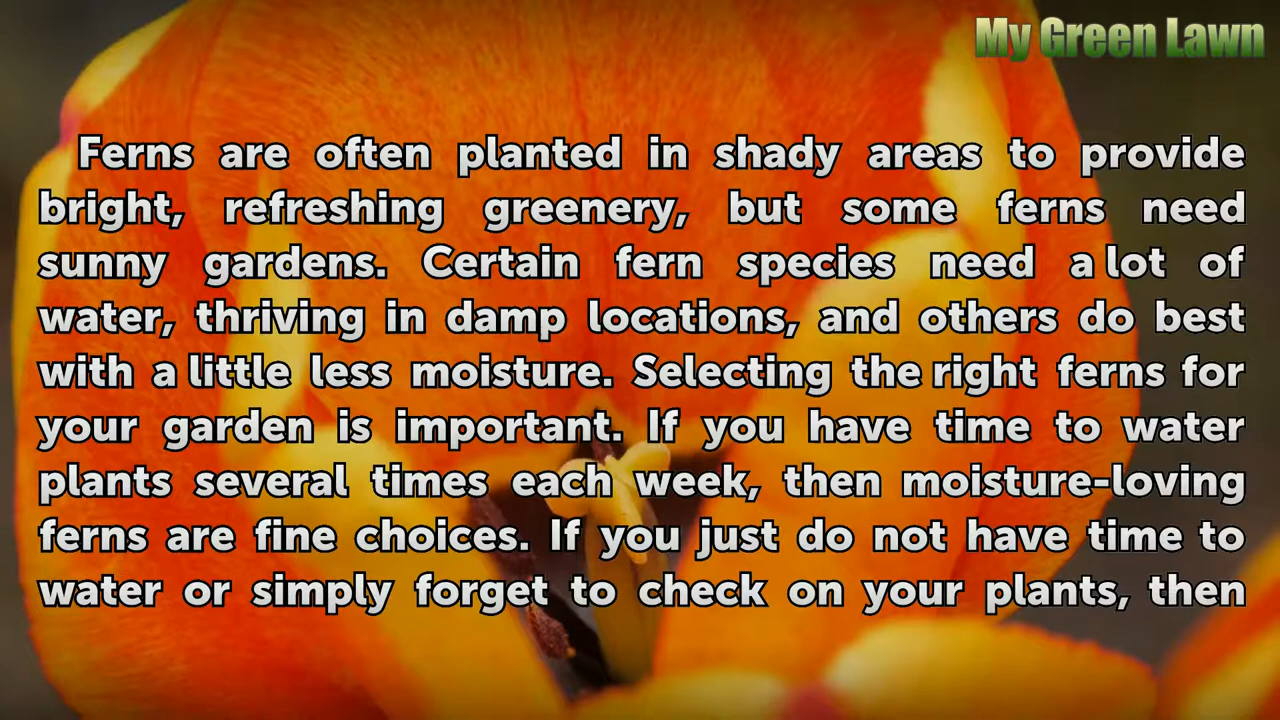 My Green Lawn
Ferns are often planted in shady areas to provide
bright, refreshing greenery, but some ferns need
sunny gardens. Certain fern species need a lot of
water, thriving in damp locations, and others do best
with a little less moisture. Selecting the right ferns for
your garden is important. If you have time to water
plants several times each week, then moisture-loving
ferns are fine choices. If you just do not have time to
water or simply forget to check on your plants, then